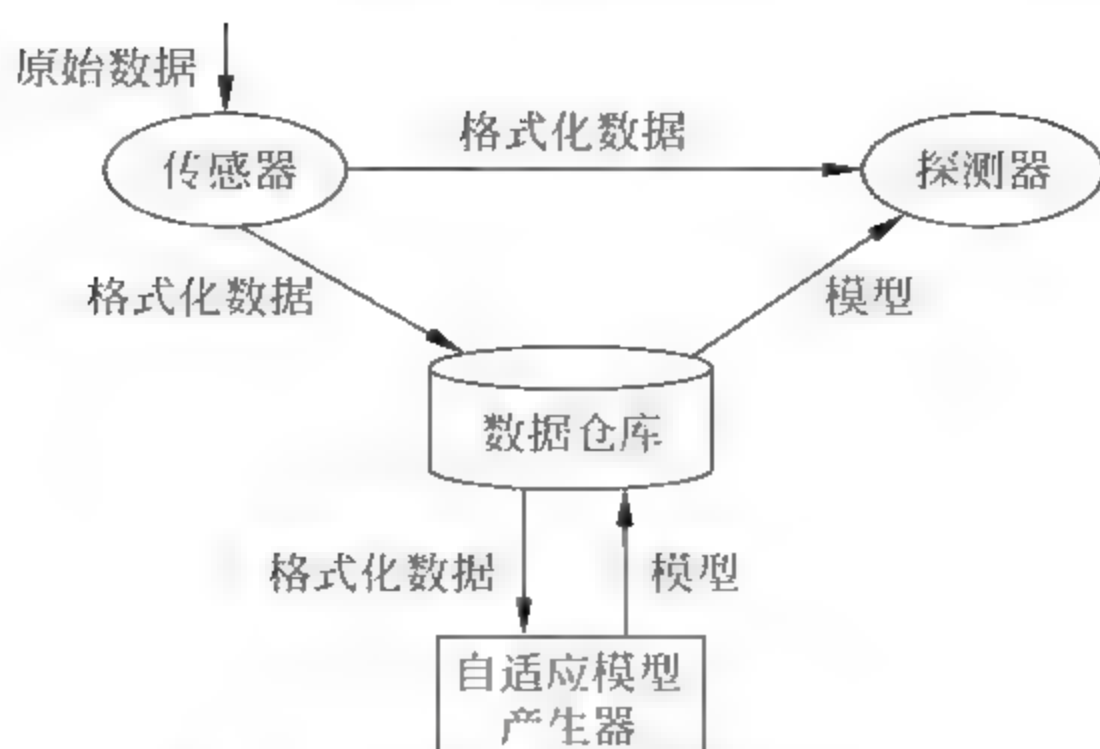 原始数据
格式化数据
传感器
探测器
格式化数据
模型
数据仓库
格式化数据
模型
自适应模型
产生器